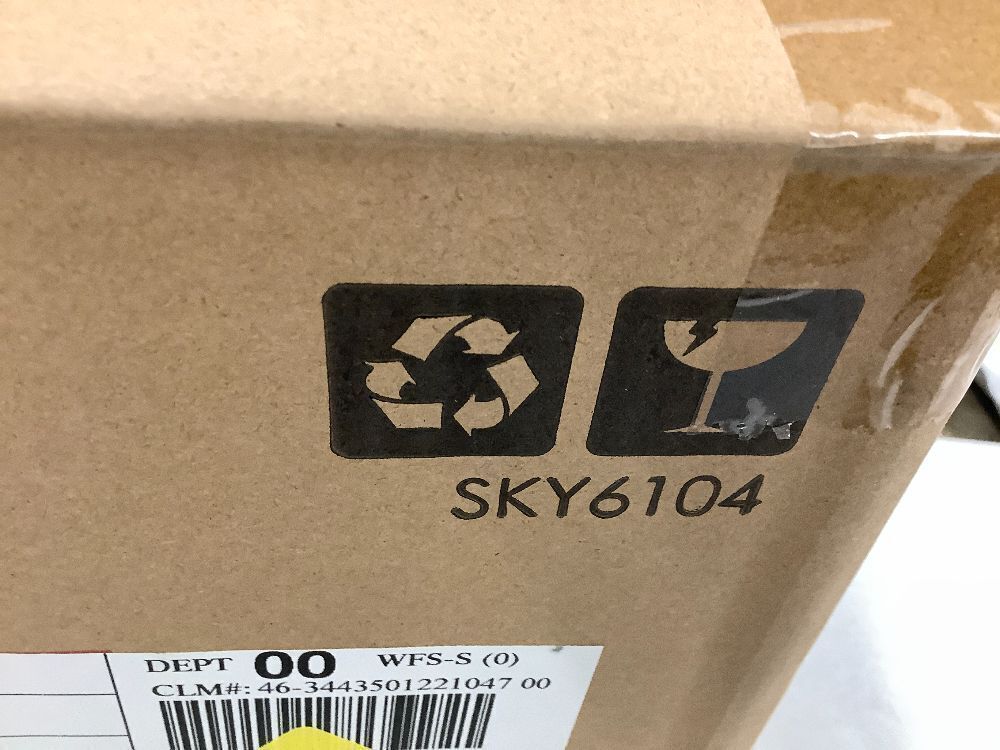 SKY6104
DEPT 00 WFS-S (0)
CLM#: 46-3443501221047 00